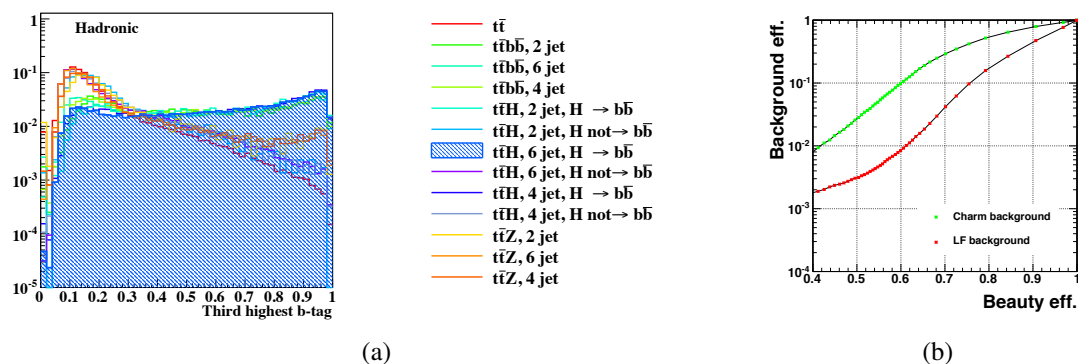 Hadronic
1
10⁻¹
10⁻²
10⁻³
10⁻⁴
10⁻⁵
0 0.1 0.2 0.3 0.4 0.5 0.6 0.7 0.8 0.9 1
Third highest b-tag
tt̄
tt̄bb̄, 2 jet
tt̄bb̄, 6 jet
tt̄bb̄, 4 jet
tt̄H, 2 jet, H → bb̄
tt̄H, 2 jet, H not→ bb̄
tt̄H, 6 jet, H → bb̄
tt̄H, 6 jet, H not→ bb̄
tt̄H, 4 jet, H → bb̄
tt̄H, 4 jet, H not→ bb̄
tt̄Z, 2 jet
tt̄Z, 6 jet
tt̄Z, 4 jet
(a)
Background eff.
1
10⁻¹
10⁻²
10⁻³
10⁻⁴
Charm background
LF background
0.4 0.5 0.6 0.7 0.8 0.9 1
Beauty eff.
(b)